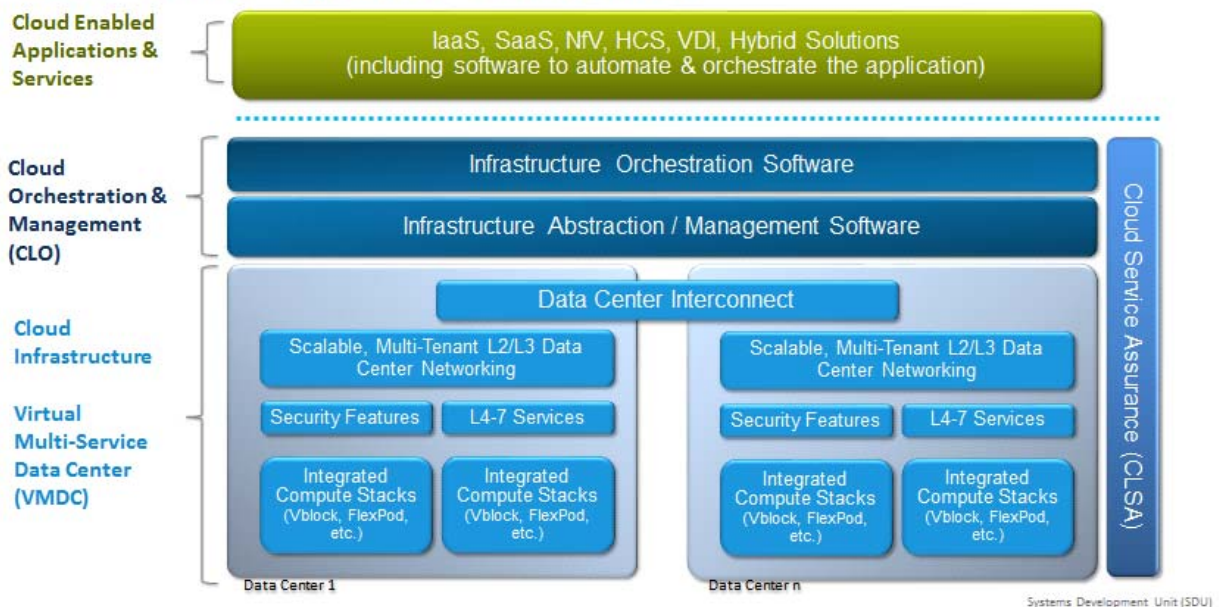 Cloud Enabled
Applications &
Services
IaaS, SaaS, NfV, HCS, VDI, Hybrid Solutions
(including software to automate & orchestrate the application)
Cloud
Orchestration &
Management
(CLO)
Infrastructure Orchestration Software
Infrastructure Abstraction / Management Software
Cloud Service Assurance (CLSA)
Cloud
Infrastructure
Virtual
Multi-Service
Data Center
(VMDC)
Data Center Interconnect
Scalable, Multi-Tenant L2/L3 Data
Center Networking
Security Features
L4-7 Services
Integrated
Compute Stacks
(Vblock, FlexPod,
etc.)
Integrated
Compute Stacks
(Vblock, FlexPod,
etc.)
Data Center 1
Scalable, Multi-Tenant L2/L3 Data
Center Networking
Security Features
L4-7 Services
Integrated
Compute Stacks
(Vblock, FlexPod,
etc.)
Integrated
Compute Stacks
(Vblock, FlexPod,
etc.)
Data Center n
Systems Development Unit (SDU)